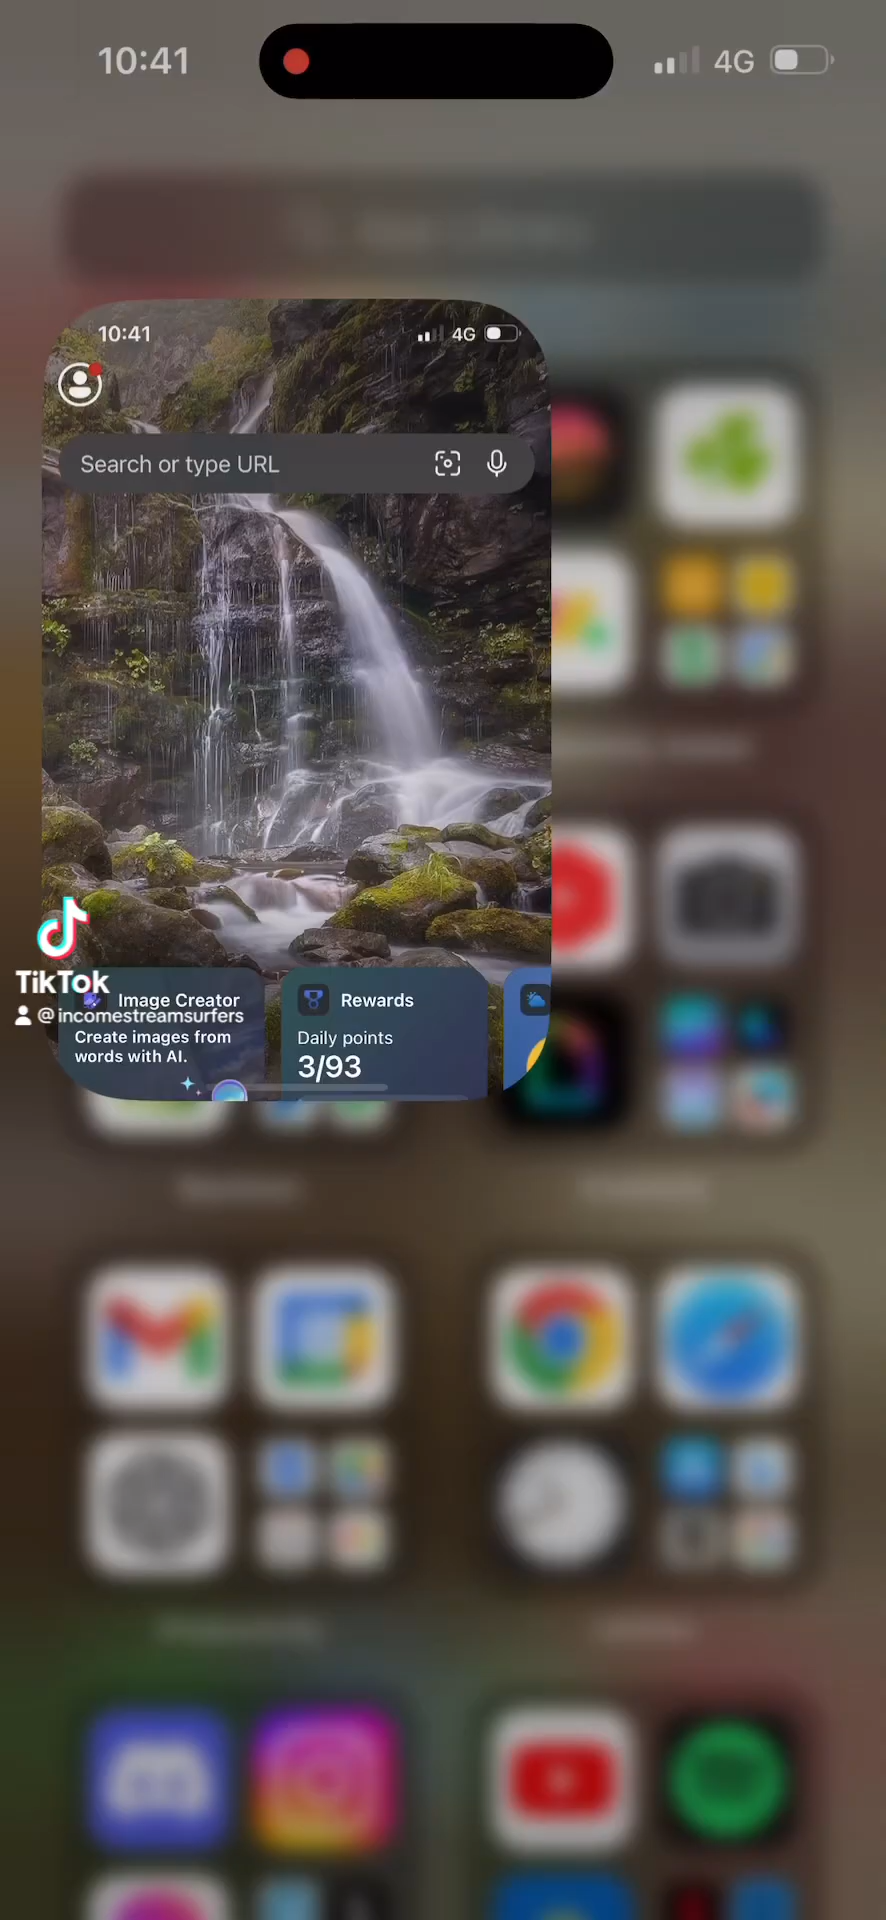 10:41
4G
10:41
4G
Search or type URL
TikTok
@incomestreamsurfers
Image Creator
Create images from
words with AI.
Rewards
Daily points
3/93